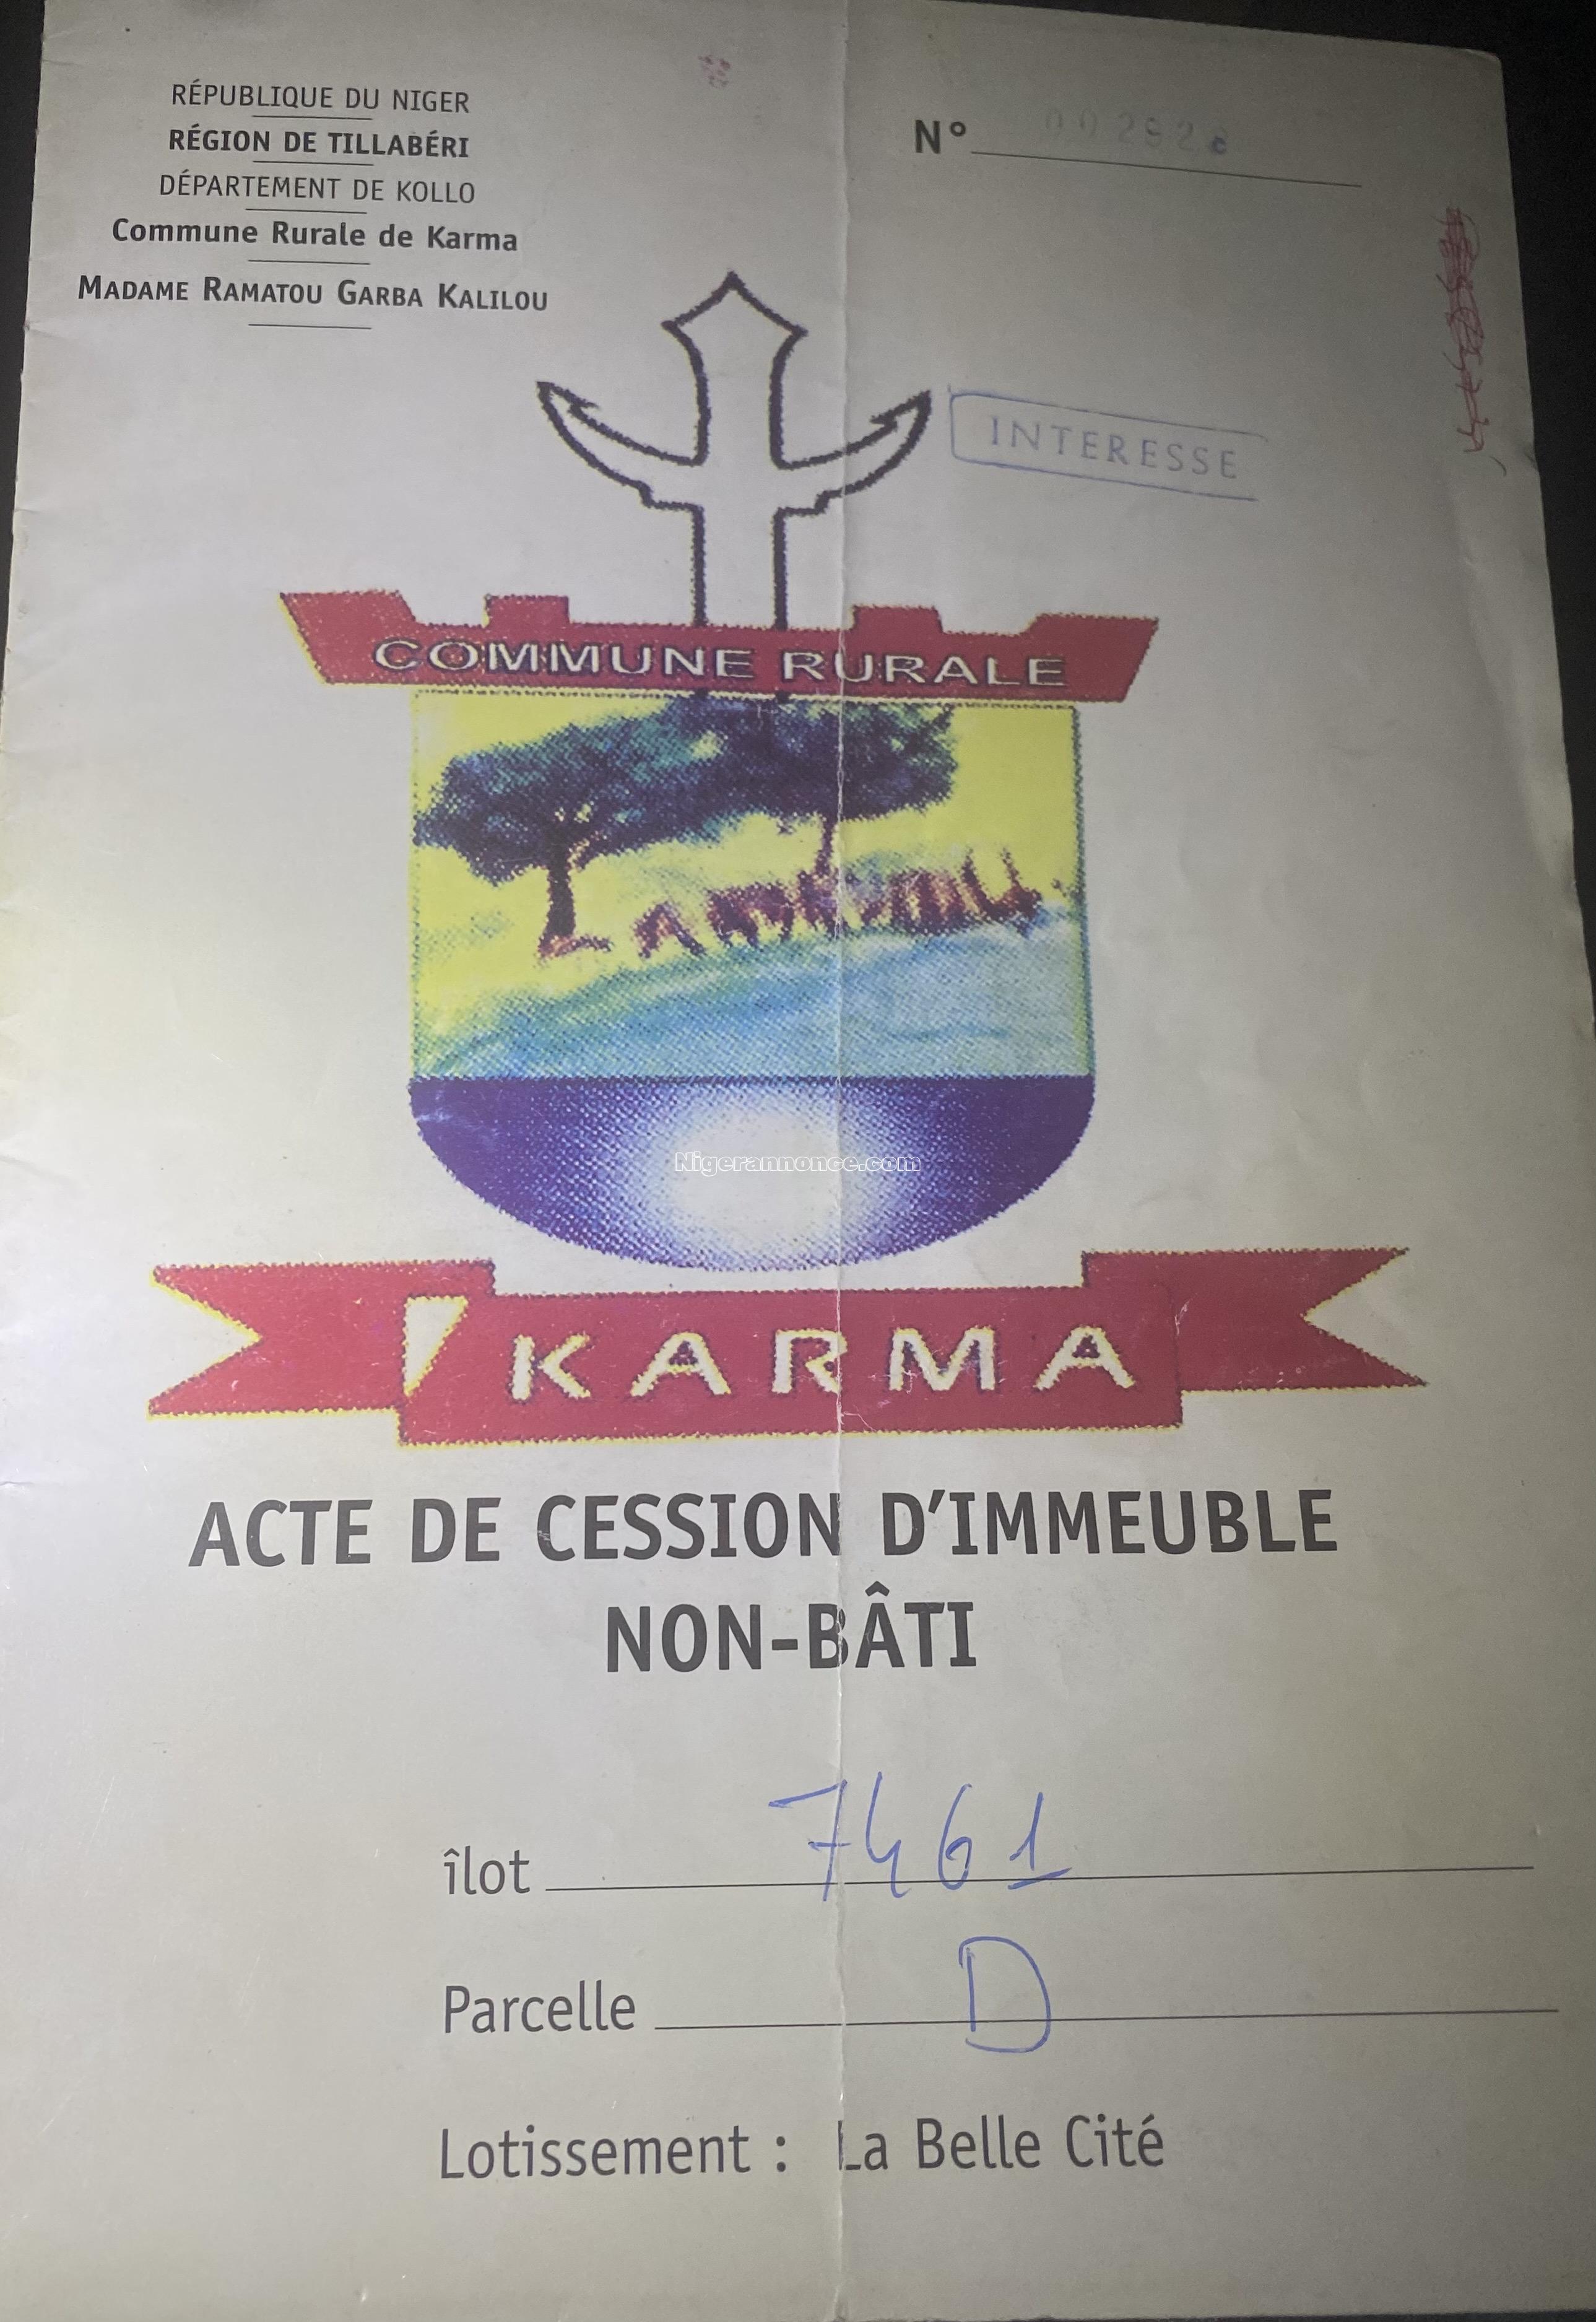 RÉPUBLIQUE DU NIGER
RÉGION DE TILLABÉRI
DÉPARTEMENT DE KOLLO
Commune Rurale de Karma
MADAME RAMATOU GARBA KALILOU
N°
INTERESSE
COMMUNE RURALE
Nigerannonce.com
KARMA
ACTE DE CESSION D'IMMEUBLE
NON-BÂTI
îlot 7461
Parcelle D
Lotissement : La Belle Cité